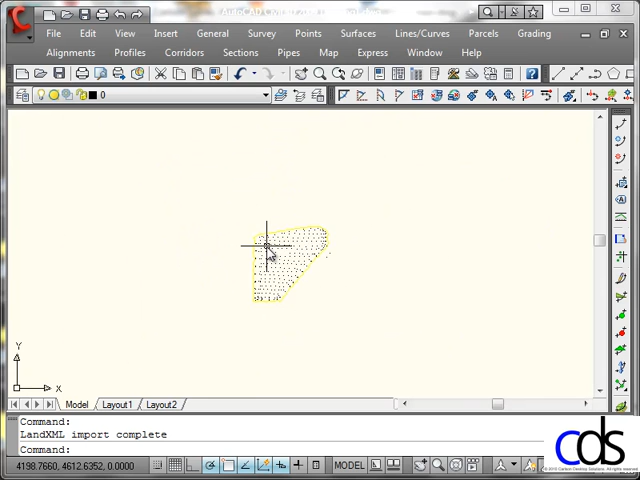 File Edit View Insert General Survey Points Surfaces Lines/Curves Parcels Grading
Alignments Profiles Corridors Sections Pipes Map Express Window Help
0
Y
X
Model Layout1 Layout2
Command:
LandXML import complete
Command:
4198.7660, 4612.6352, 0.0000 MODEL
cds